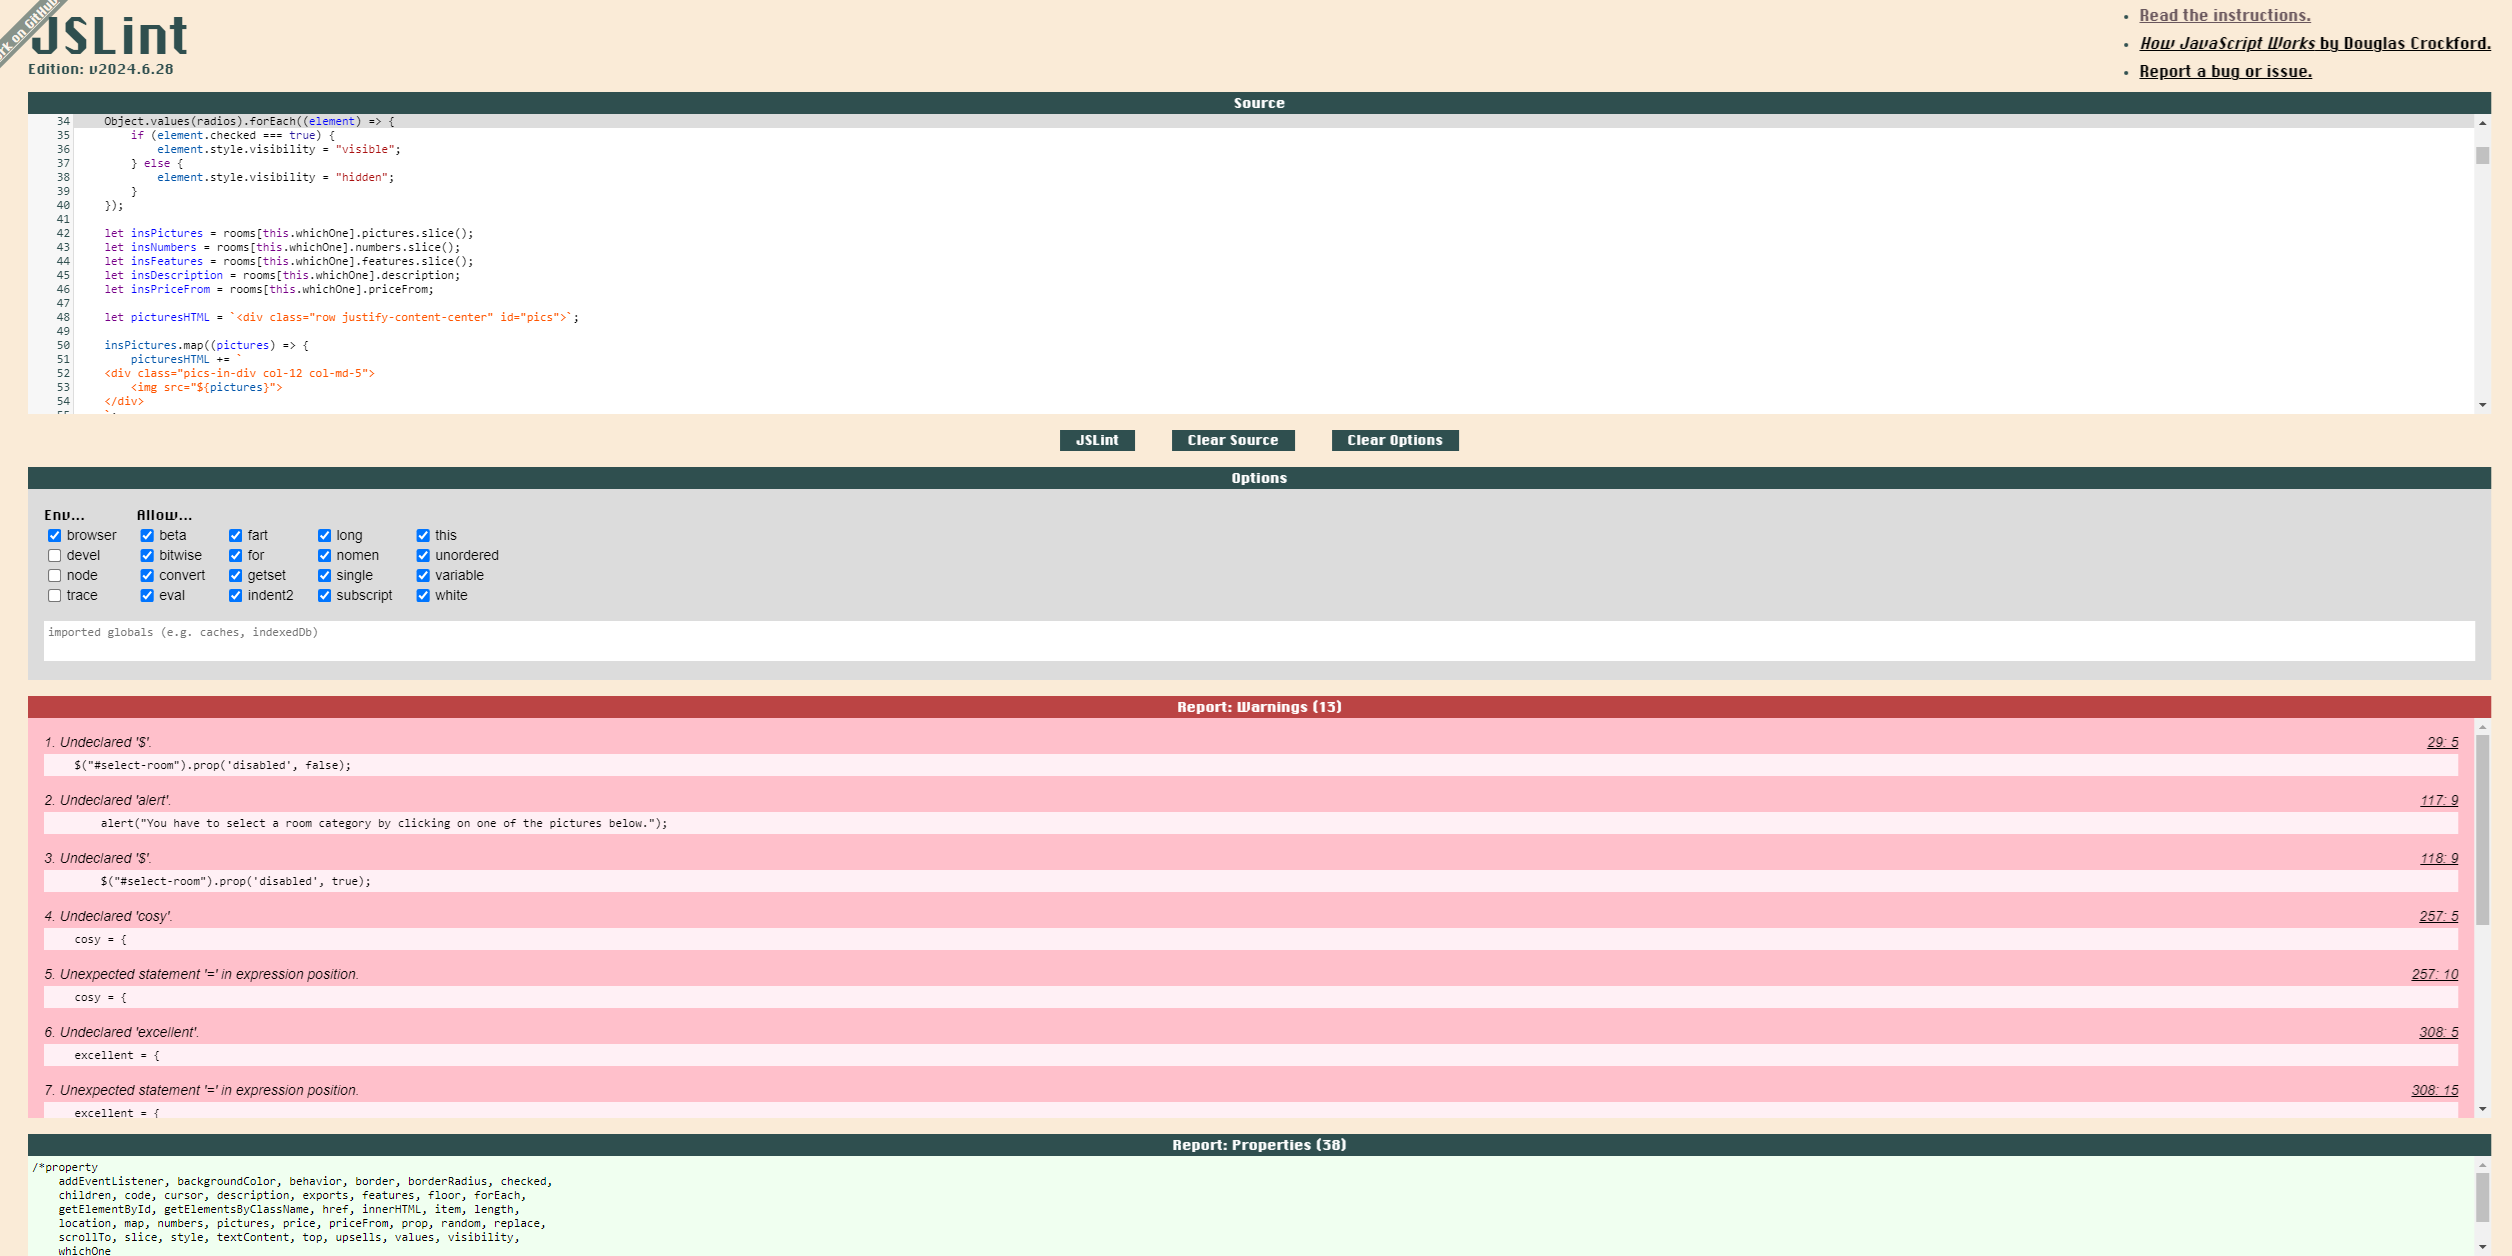 rk on GitHub
JSLint
Edition: v2024.6.28
Read the instructions.
How JavaScript Works by Douglas Crockford.
Report a bug or issue.
Source
34 Object.values(radios).forEach((element) => {
35 if (element.checked === true) {
36 element.style.visibility = "visible";
37 } else {
38 element.style.visibility = "hidden";
39 }
40 });
41
42 let insPictures = rooms[this.whichOne].pictures.slice();
43 let insNumbers = rooms[this.whichOne].numbers.slice();
44 let insFeatures = rooms[this.whichOne].features.slice();
45 let insDescription = rooms[this.whichOne].description;
46 let insPriceFrom = rooms[this.whichOne].priceFrom;
47
48 let picturesHTML = `<div class="row justify-content-center" id="pics">`;
49
50 insPictures.map((pictures) => {
51 picturesHTML += `
52 <div class="pics-in-div col-12 col-md-5">
53 <img src="${pictures}">
54 </div>
55 `;
JSLint Clear Source Clear Options
Options
Env... Allow...
browser beta fart long this
devel bitwise for nomen unordered
node convert getset single variable
trace eval indent2 subscript white
imported globals (e.g. caches, indexedDb)
Report: Warnings (13)
1. Undeclared '$'. 29: 5
$("#select-room").prop('disabled', false);
2. Undeclared 'alert'. 117: 9
alert("You have to select a room category by clicking on one of the pictures below.");
3. Undeclared '$'. 118: 9
$("#select-room").prop('disabled', true);
4. Undeclared 'cosy'. 257: 5
cosy = {
5. Unexpected statement '=' in expression position. 257: 10
cosy = {
6. Undeclared 'excellent'. 308: 5
excellent = {
7. Unexpected statement '=' in expression position. 308: 15
excellent = {
Report: Properties (38)
/*property
addEventListener, backgroundColor, behavior, border, borderRadius, checked,
children, code, cursor, description, exports, features, floor, forEach,
getElementById, getElementsByClassName, href, innerHTML, item, length,
location, map, numbers, pictures, price, priceFrom, prop, random, replace,
scrollTo, slice, style, textContent, top, upsells, values, visibility,
whichOne